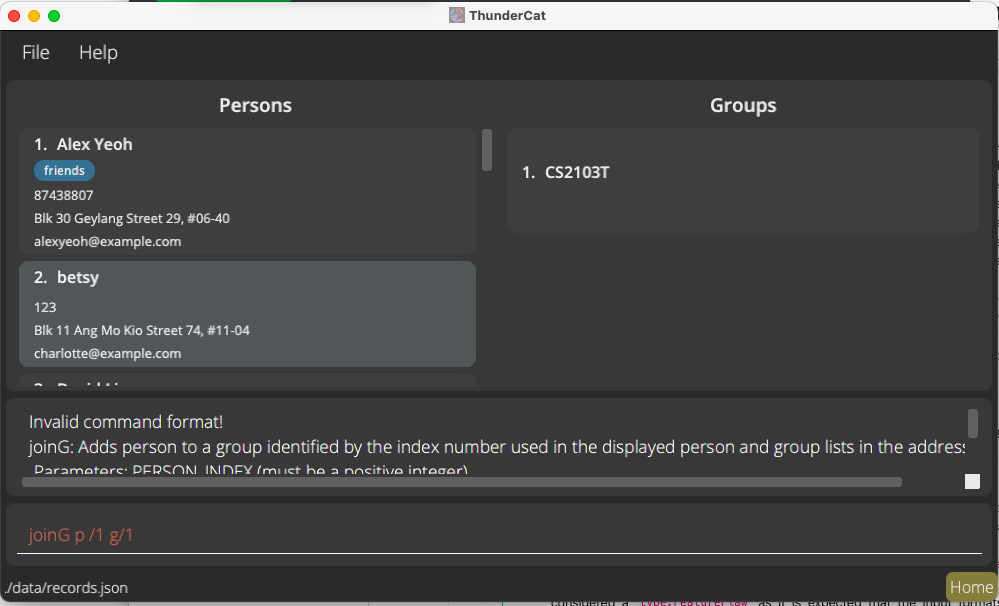 ThunderCat
File Help
Persons
Groups
1. Alex Yeoh
friends
87438807
Blk 30 Geylang Street 29, #06-40
alexyeoh@example.com
1. CS2103T
2. betsy
123
Blk 11 Ang Mo Kio Street 74, #11-04
charlotte@example.com
Invalid command format!
joinG: Adds person to a group identified by the index number used in the displayed person and group lists in the address
Parameters: PERSON_INDEX (must be a positive integer)
joinG p /1 g/1
./data/records.json
Home